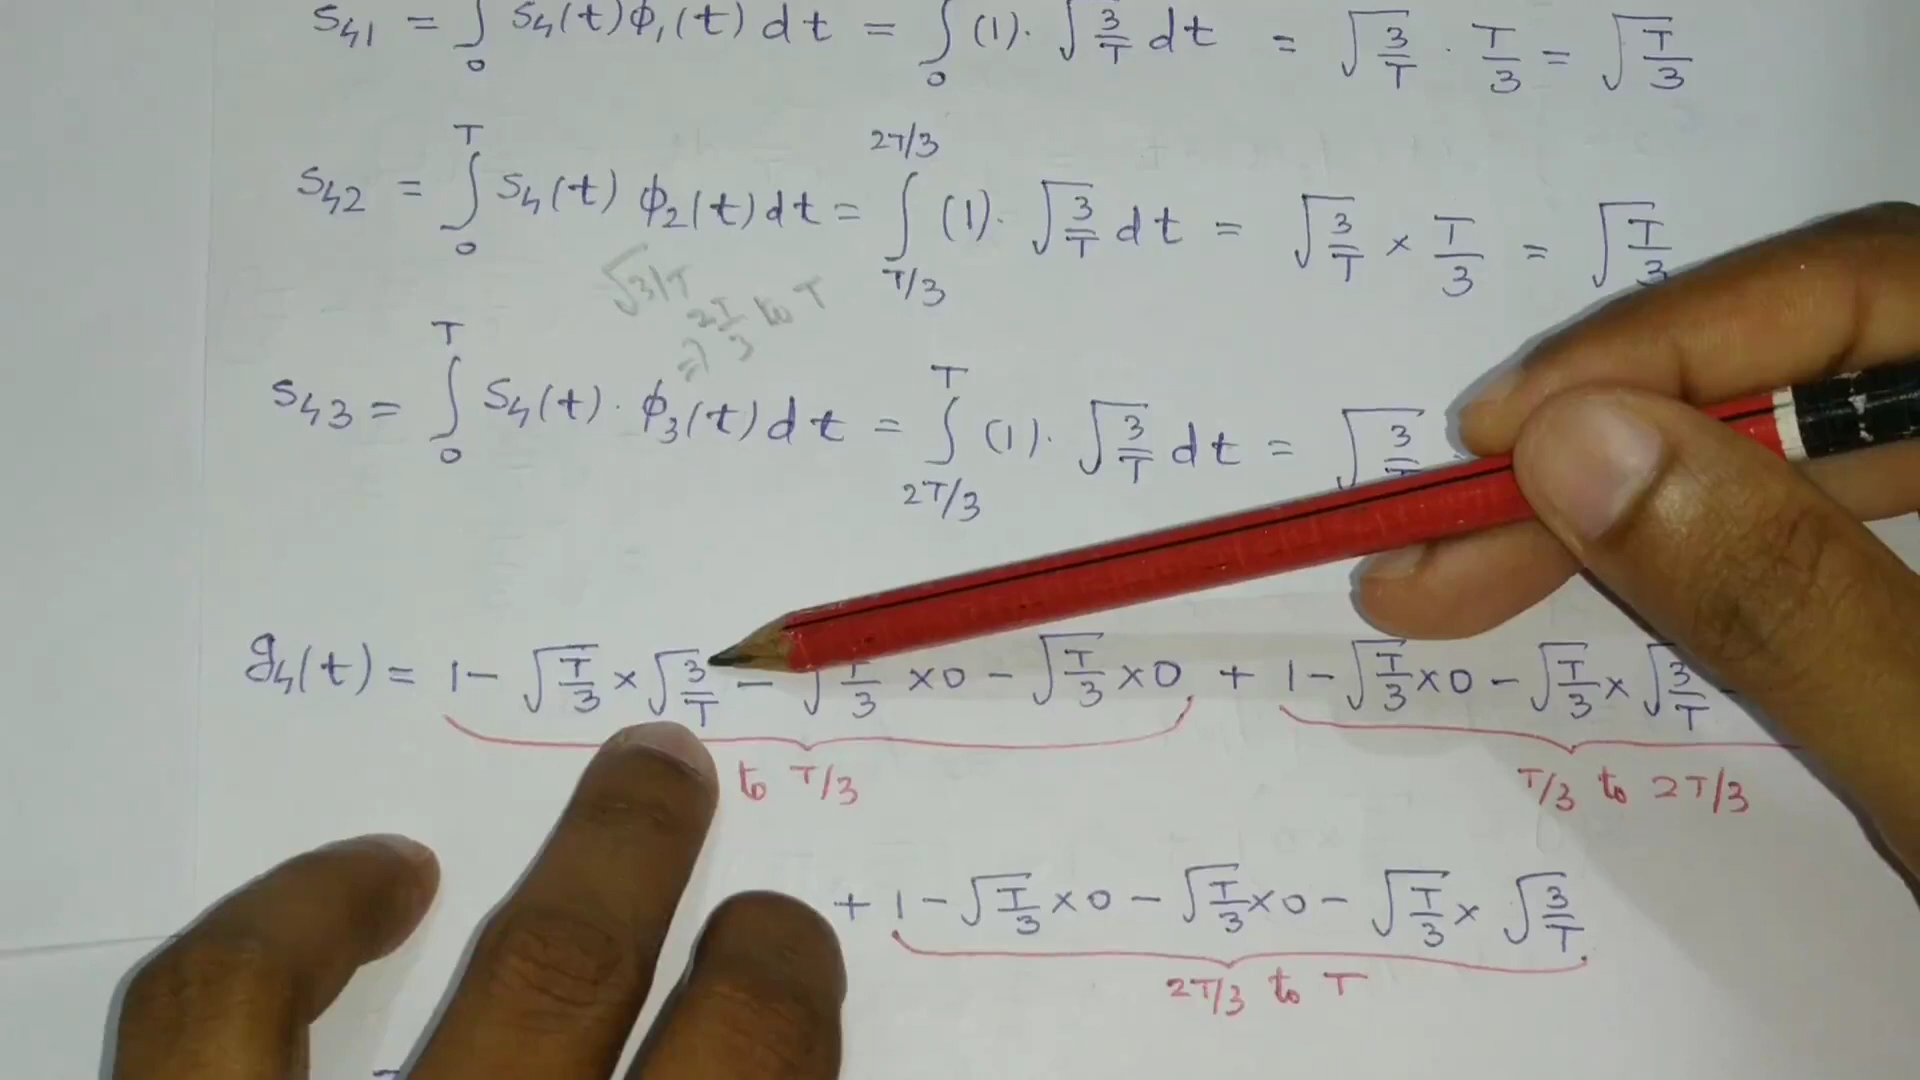 S41 = ∫0 S4(t)ϕ1(t) dt = ∫0 (1)·√3/T dt = √3/T · T/3 = √T/3
S42 = ∫0^T S4(t) ϕ2(t)dt = ∫T/3^2T/3 (1)·√3/T dt = √3/T × T/3 = √T/3
√3/T
⇒ 2T/3 to T
S43 = ∫0^T S4(t)·ϕ3(t)dt = ∫2T/3^T (1)·√3/T dt = √3
g4(t) = 1 - √T/3 × √3/T - √T/3 ×0 - √T/3 ×0 + 1 - √T/3 ×0 - √T/3 × √3/T -
to T/3 T/3 to 2T/3
+ 1 - √T/3 ×0 - √T/3 ×0 - √T/3 × √3/T
2T/3 to T